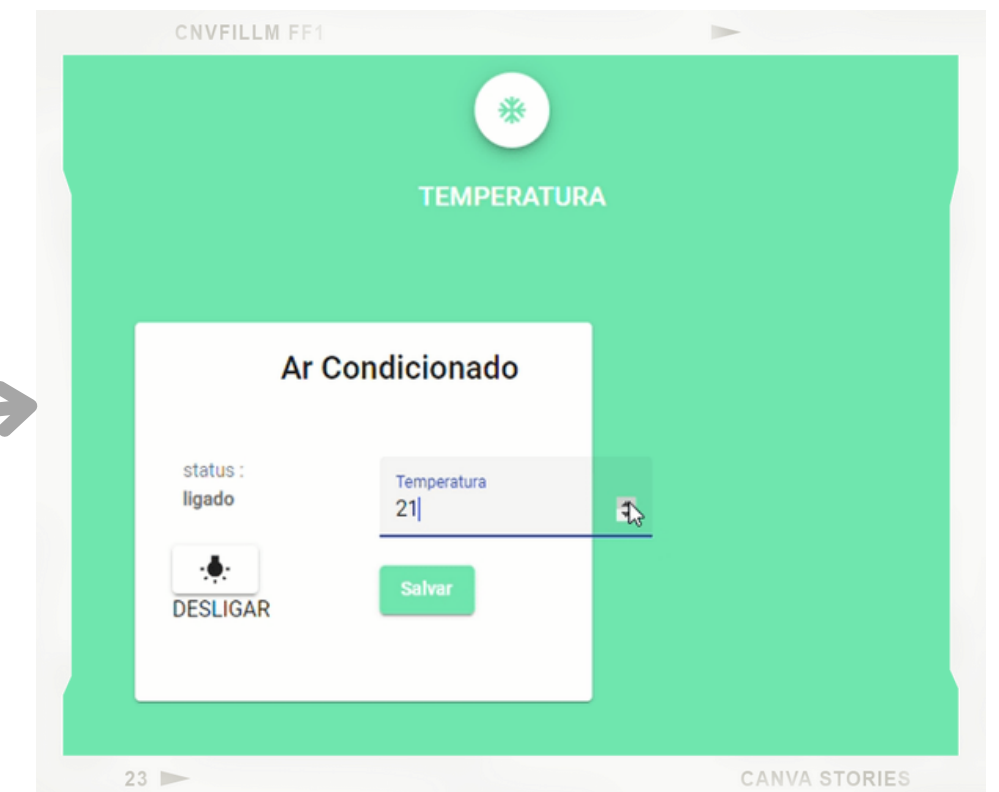 CNVFILLM FF1
TEMPERATURA
Ar Condicionado
status :
ligado
Temperatura
21
DESLIGAR
Salvar
23
CANVA STORIES